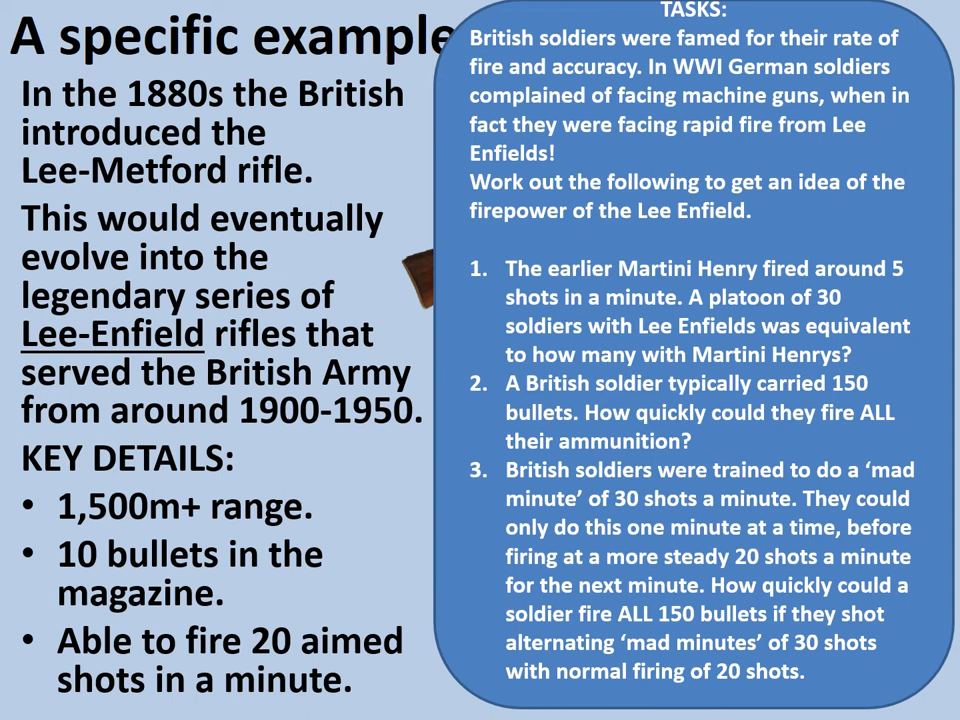 A specific example
In the 1880s the British
introduced the
Lee-Metford rifle.
This would eventually
evolve into the
legendary series of
Lee-Enfield rifles that
served the British Army
from around 1900-1950.
KEY DETAILS:
• 1,500m+ range.
• 10 bullets in the
magazine.
• Able to fire 20 aimed
shots in a minute.
TASKS:
British soldiers were famed for their rate of
fire and accuracy. In WWI German soldiers
complained of facing machine guns, when in
fact they were facing rapid fire from Lee
Enfields!
Work out the following to get an idea of the
firepower of the Lee Enfield.
1. The earlier Martini Henry fired around 5
shots in a minute. A platoon of 30
soldiers with Lee Enfields was equivalent
to how many with Martini Henrys?
2. A British soldier typically carried 150
bullets. How quickly could they fire ALL
their ammunition?
3. British soldiers were trained to do a ‘mad
minute’ of 30 shots a minute. They could
only do this one minute at a time, before
firing at a more steady 20 shots a minute
for the next minute. How quickly could a
soldier fire ALL 150 bullets if they shot
alternating ‘mad minutes’ of 30 shots
with normal firing of 20 shots.